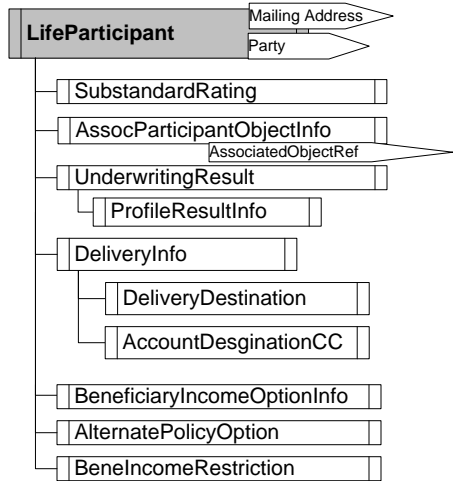 Mailing Address
LifeParticipant
Party
SubstandardRating
AssocParticipantObjectInfo
AssociatedObjectRef
UnderwritingResult
ProfileResultInfo
DeliveryInfo
DeliveryDestination
AccountDesginationCC
BeneficiaryIncomeOptionInfo
AlternatePolicyOption
BeneIncomeRestriction